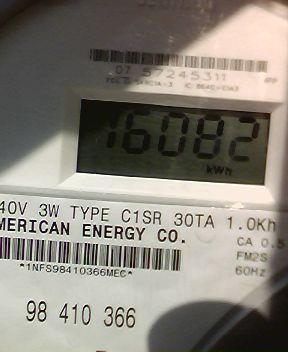 07 57245311
16082
kWh
40V 3W TYPE C1SR 30TA 1.0Kh
MERICAN ENERGY CO.
CA 0.5
FM2S
60Hz
*1NFS98410366MEC*
98 410 366